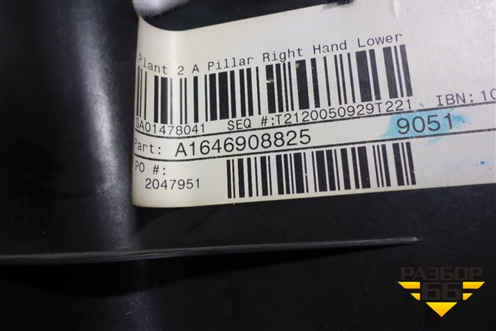 Plant 2 A Pillar Right Hand Lower
SA01478041 SEQ #:T2120050929T221 IBN: 10
Part: A1646908825 9051
PO #:
2047951
РАЗБОР
66